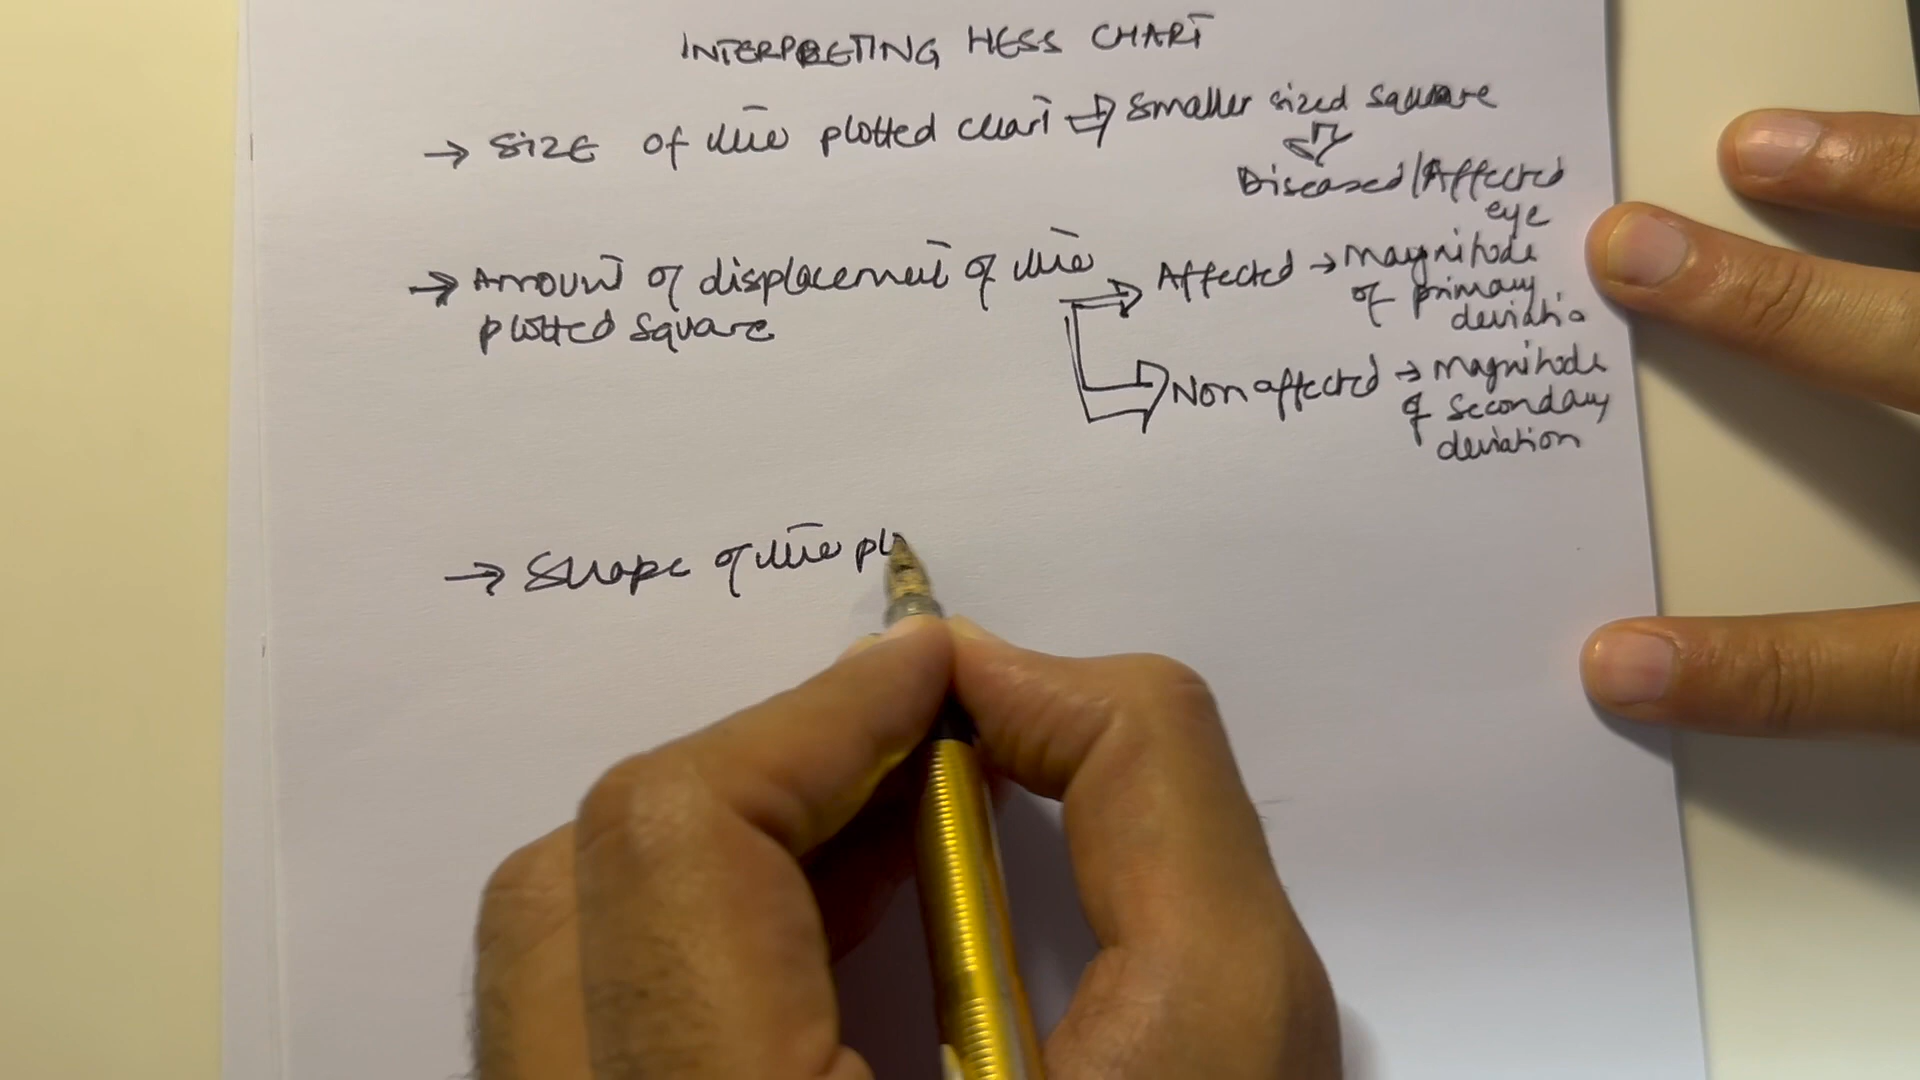 INTERPRETING HESS CHART
→ SIZE of the plotted chart ⇒ Smaller sized square
Diseased/Affected
eye
→ Amount of displacement of the
plotted square
Affected → Magnitude
of primary
deviatio
Non affected → Magnitude
of secondary
deviation
→ Shape of the pl